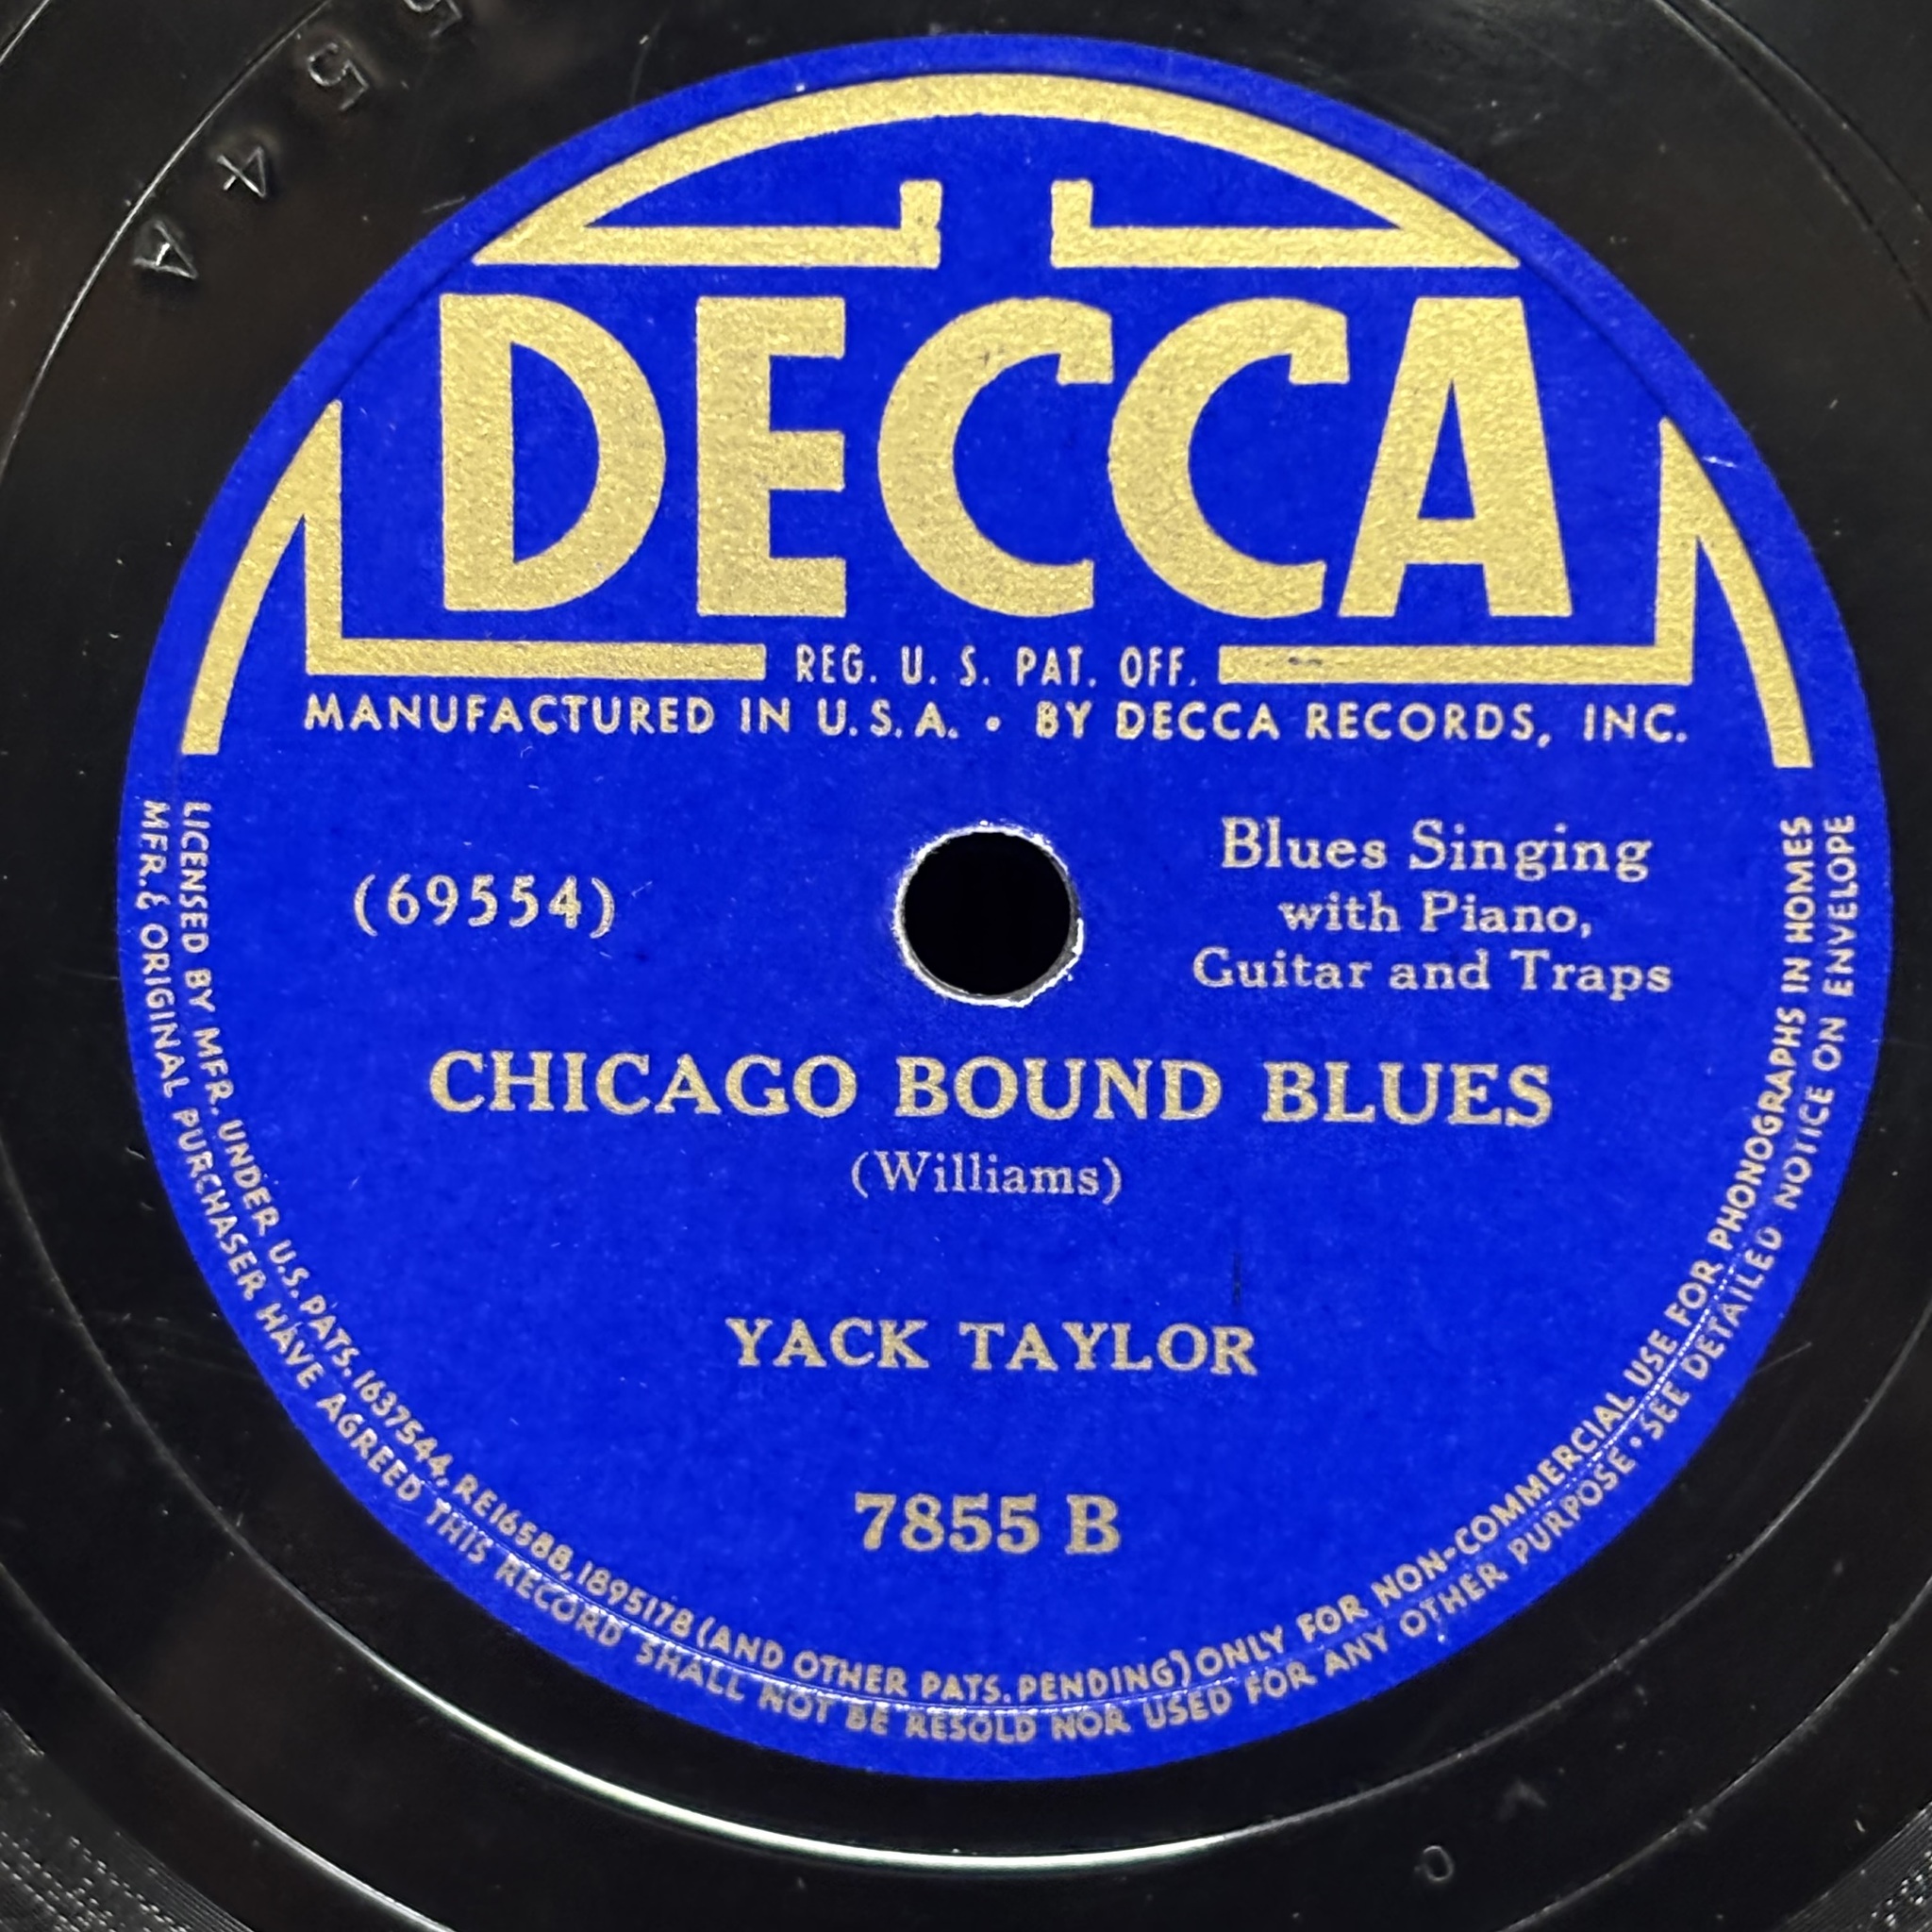 5 5 4 A
DECCA
REG. U. S. PAT. OFF.
MANUFACTURED IN U.S.A. • BY DECCA RECORDS, INC.
(69554)
Blues Singing
with Piano,
Guitar and Traps
CHICAGO BOUND BLUES
(Williams)
YACK TAYLOR
7855 B
LICENSED BY MFR. UNDER U.S. PATS. 1637544, RE16588, 1895178 (AND OTHER PATS. PENDING) ONLY FOR NON-COMMERCIAL USE FOR PHONOGRAPHS IN HOMES
MFR. & ORIGINAL PURCHASER HAVE AGREED THIS RECORD SHALL NOT BE RESOLD NOR USED FOR ANY OTHER PURPOSE • SEE DETAILED NOTICE ON ENVELOPE